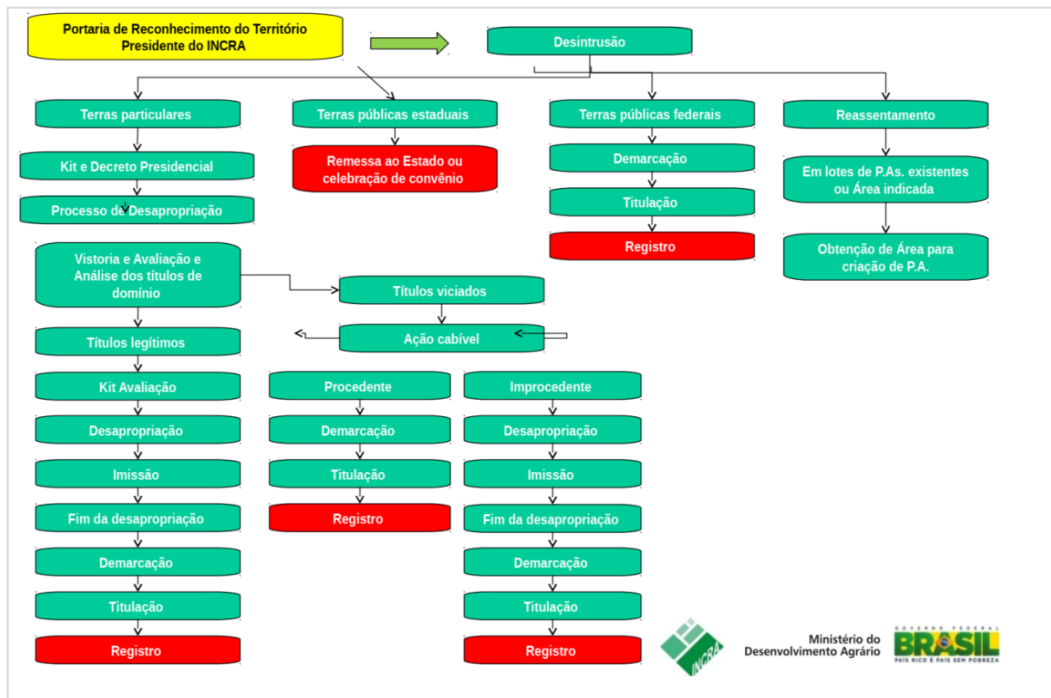 Portaria de Reconhecimento do Território
Presidente do INCRA
Desintrusão
Terras particulares
Terras públicas estaduais
Terras públicas federais
Reassentamento
Kit e Decreto Presidencial
Remessa ao Estado ou
celebração de convênio
Demarcação
Em lotes de P.As. existentes
ou Área indicada
Processo de Desapropriação
Titulação
Registro
Obtenção de Área para
criação de P.A.
Vistoria e Avaliação e
Análise dos títulos de
domínio
Títulos viciados
Títulos legítimos
Ação cabível
Kit Avaliação
Procedente
Improcedente
Desapropriação
Demarcação
Desapropriação
Imissão
Titulação
Imissão
Fim da desapropriação
Registro
Fim da desapropriação
Demarcação
Demarcação
Titulação
Titulação
Registro
Registro
INCRA
Ministério do
Desenvolvimento Agrário
GOVERNO FEDERAL
BRASIL
PAÍS RICO É PAÍS SEM POBREZA